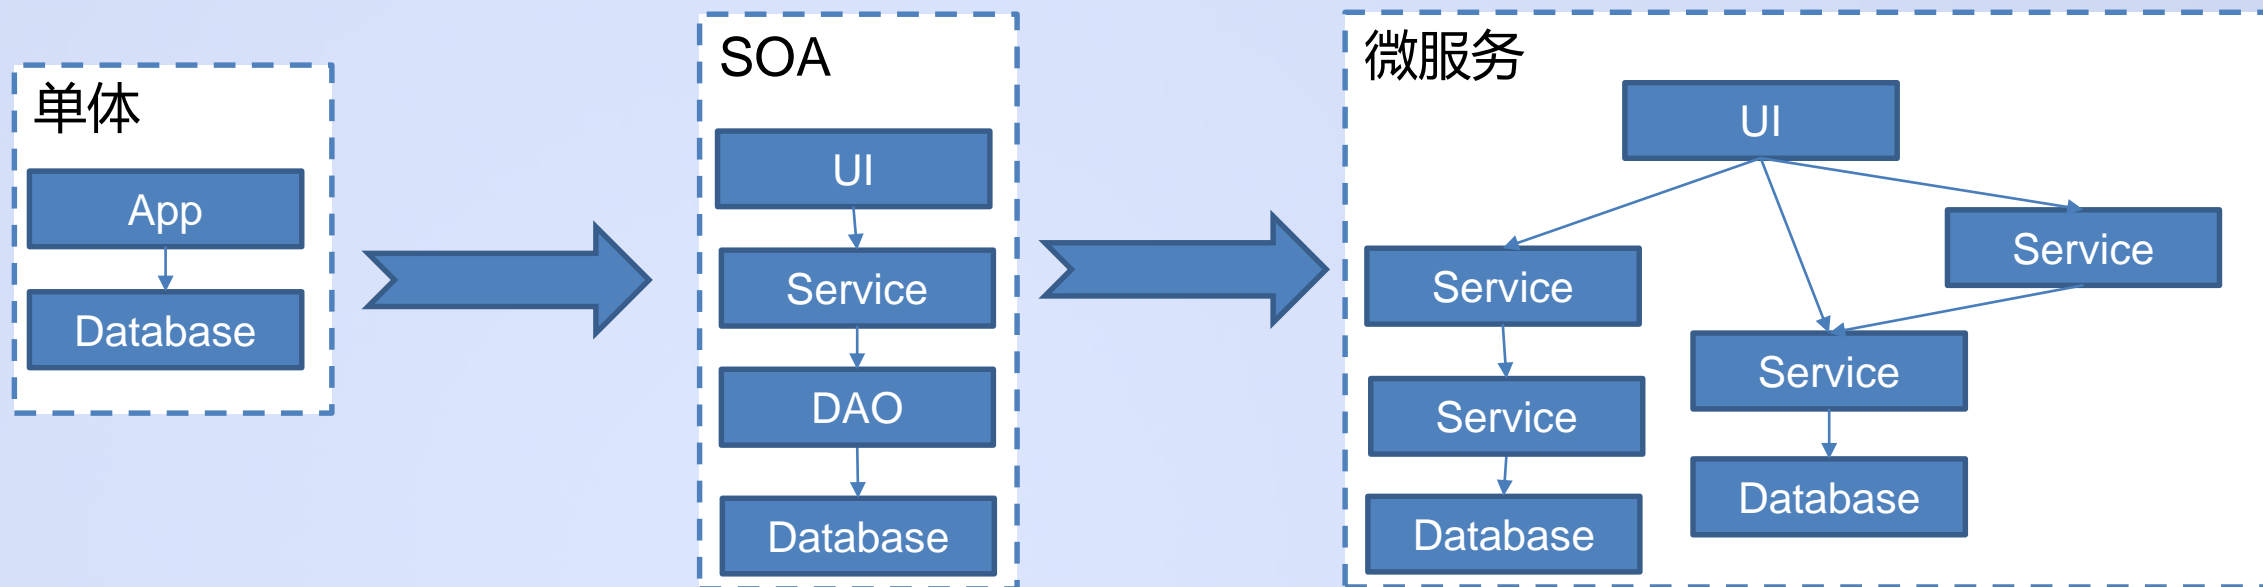 单体
App
Database
SOA
UI
Service
DAO
Database
微服务
UI
Service
Service
Service
Service
Database
Database